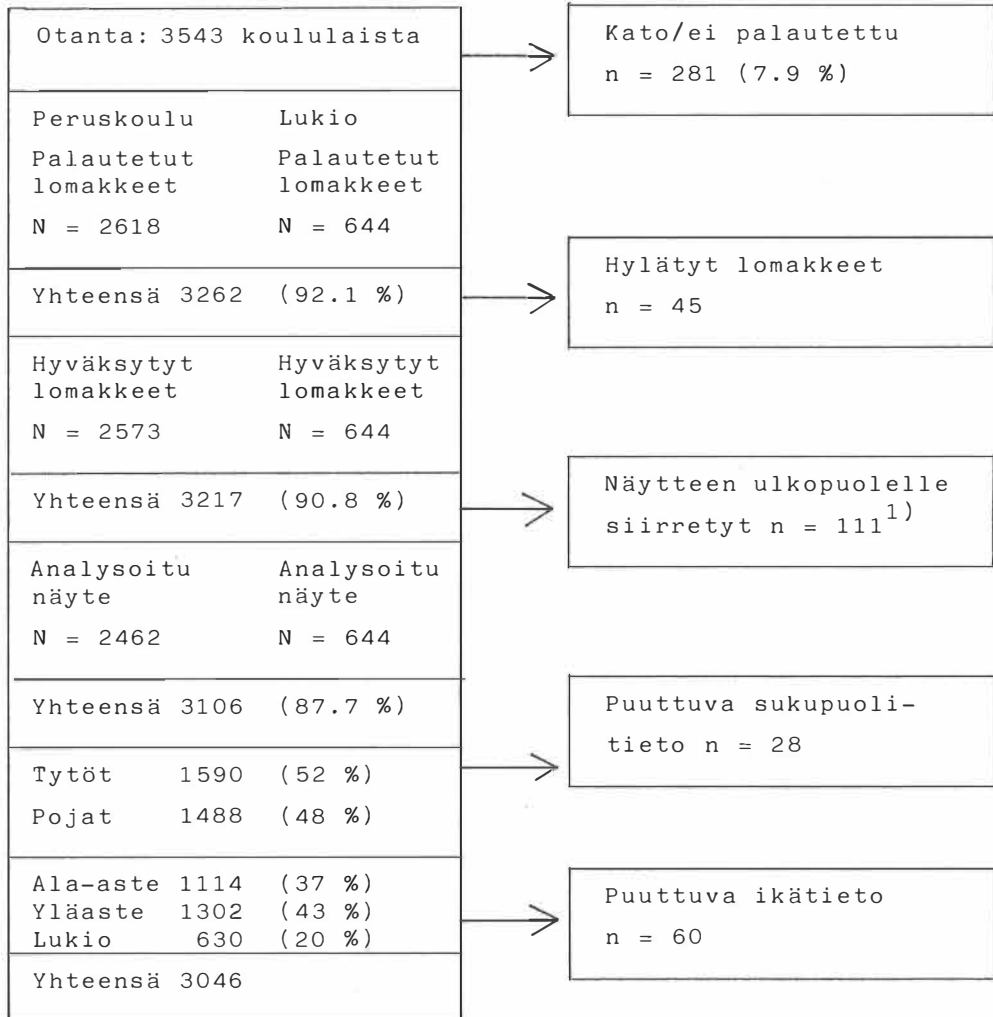 Otanta: 3543 koululaista
Kato/ei palautettu
n = 281 (7.9 %)
Peruskoulu Lukio
Palautetut Palautetut
lomakkeet lomakkeet
N = 2618 N = 644
Yhteensä 3262 (92.1 %)
Hylätyt lomakkeet
n = 45
Hyväksytyt Hyväksytyt
lomakkeet lomakkeet
N = 2573 N = 644
Yhteensä 3217 (90.8 %)
Näytteen ulkopuolelle
siirretyt n = 111 1)
Analysoitu Analysoitu
näyte näyte
N = 2462 N = 644
Yhteensä 3106 (87.7 %)
Puuttuva sukupuoli-
tieto n = 28
Tytöt 1590 (52 %)
Pojat 1488 (48 %)
Ala-aste 1114 (37 %)
Yläaste 1302 (43 %)
Lukio 630 (20 %)
Puuttuva ikätieto
n = 60
Yhteensä 3046